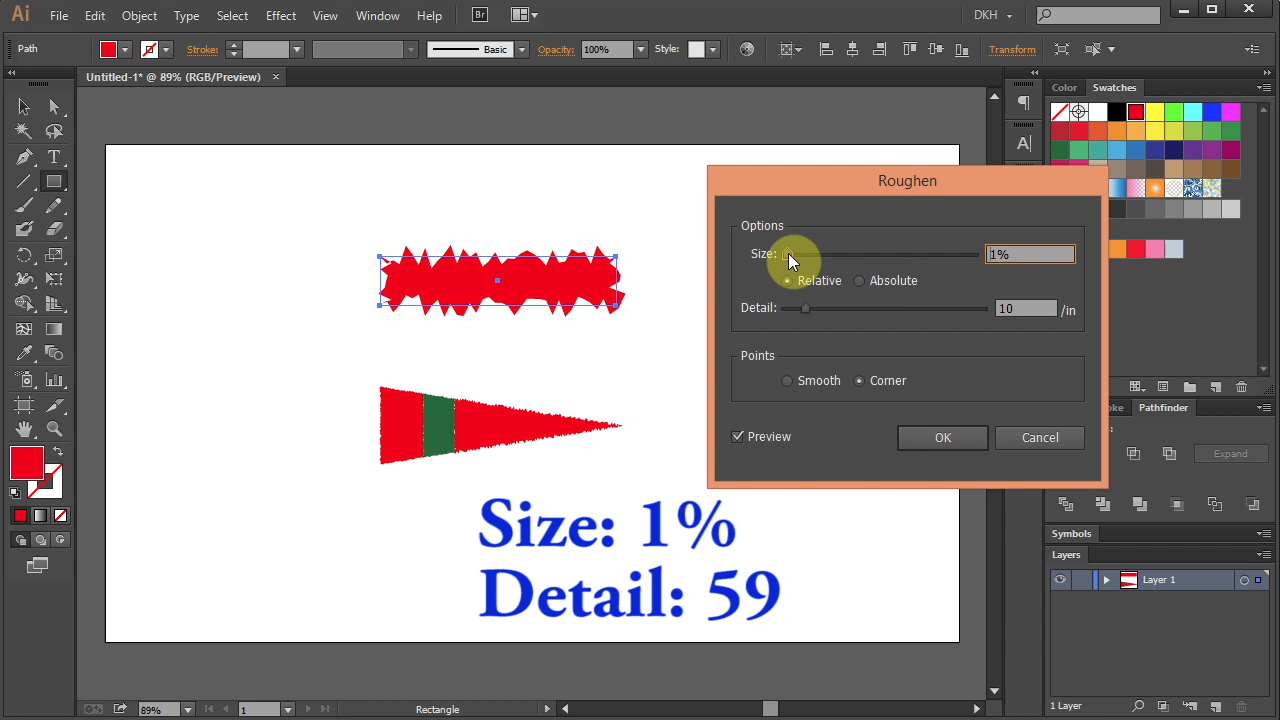 Ai File Edit Object Type Select Effect View Window Help Br DKH
Path Stroke: Basic Opacity: 100% Style: Transform
Untitled-1* @ 89% (RGB/Preview) ×
Color Swatches
Roughen
Options
Size: 1%
Relative Absolute
Detail: 10 /in
Points
Smooth Corner
Preview OK Cancel
Pathfinder
Expand
Size: 1%
Detail: 59
Symbols
Layers
Layer 1
1 Layer
89% 1 Rectangle